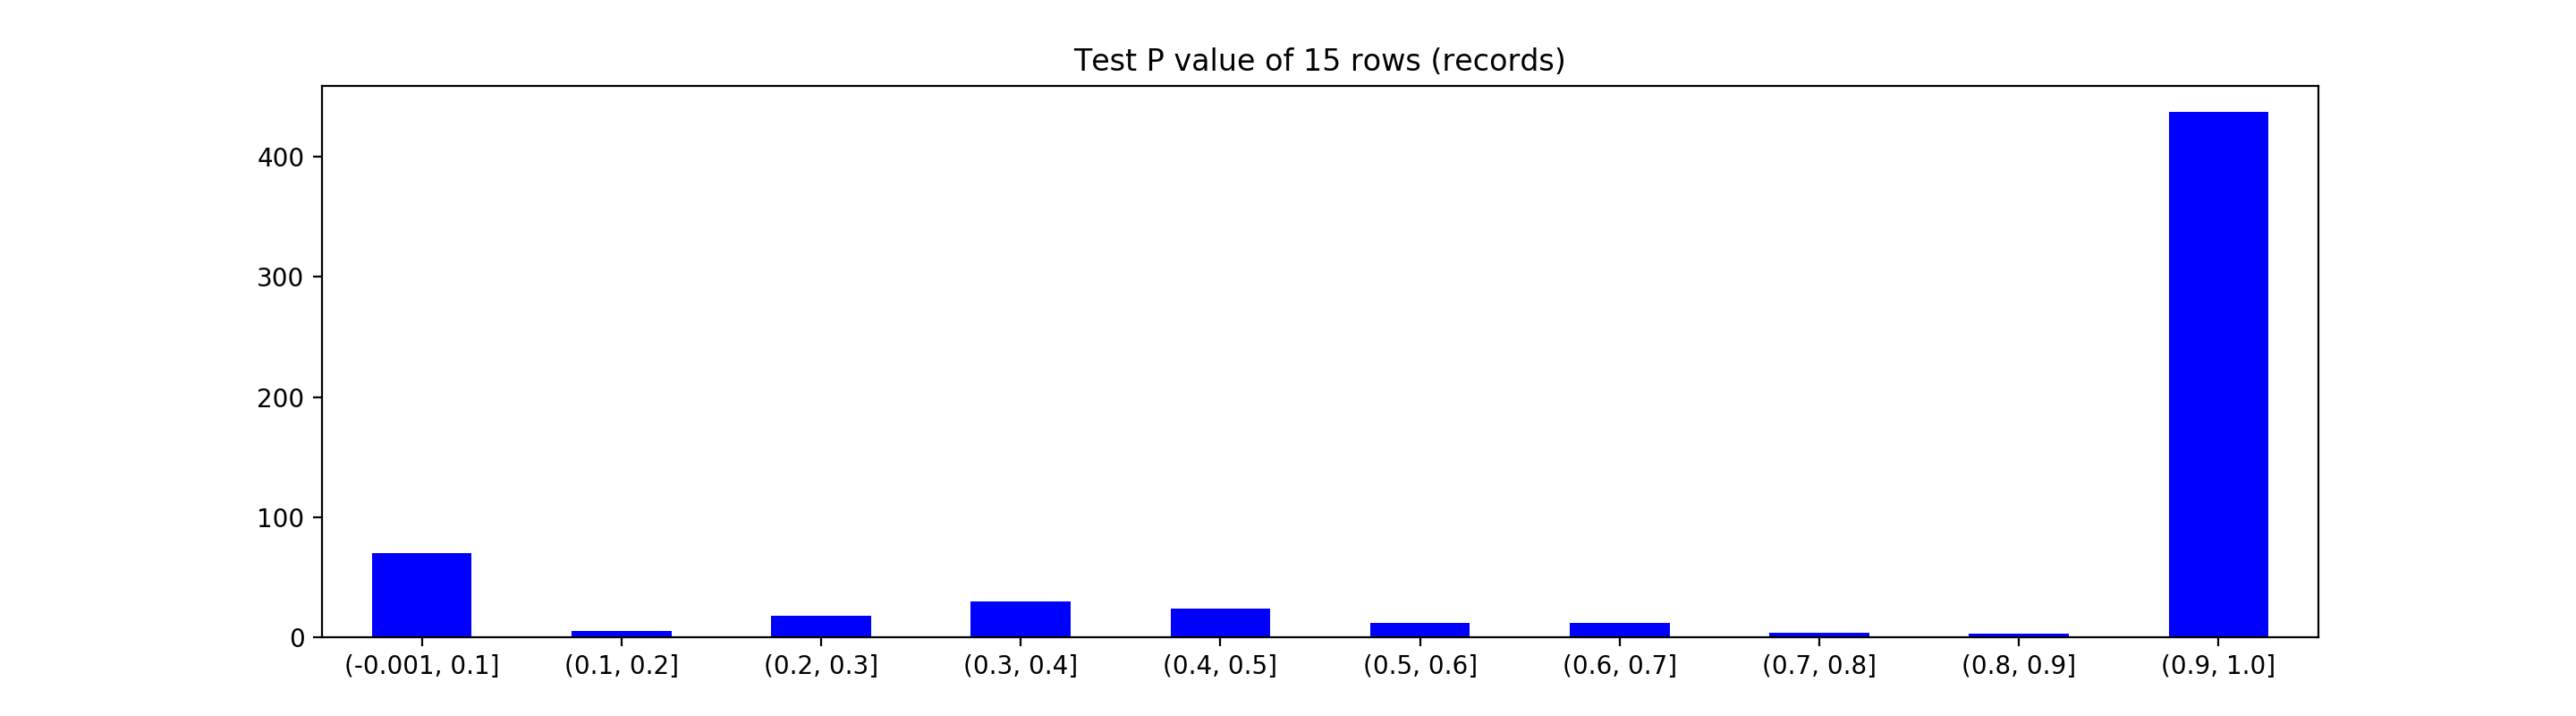 Test P value of 15 rows (records)
400
300
200
100
0
(-0.001, 0.1] (0.1, 0.2] (0.2, 0.3] (0.3, 0.4] (0.4, 0.5] (0.5, 0.6] (0.6, 0.7] (0.7, 0.8] (0.8, 0.9] (0.9, 1.0]